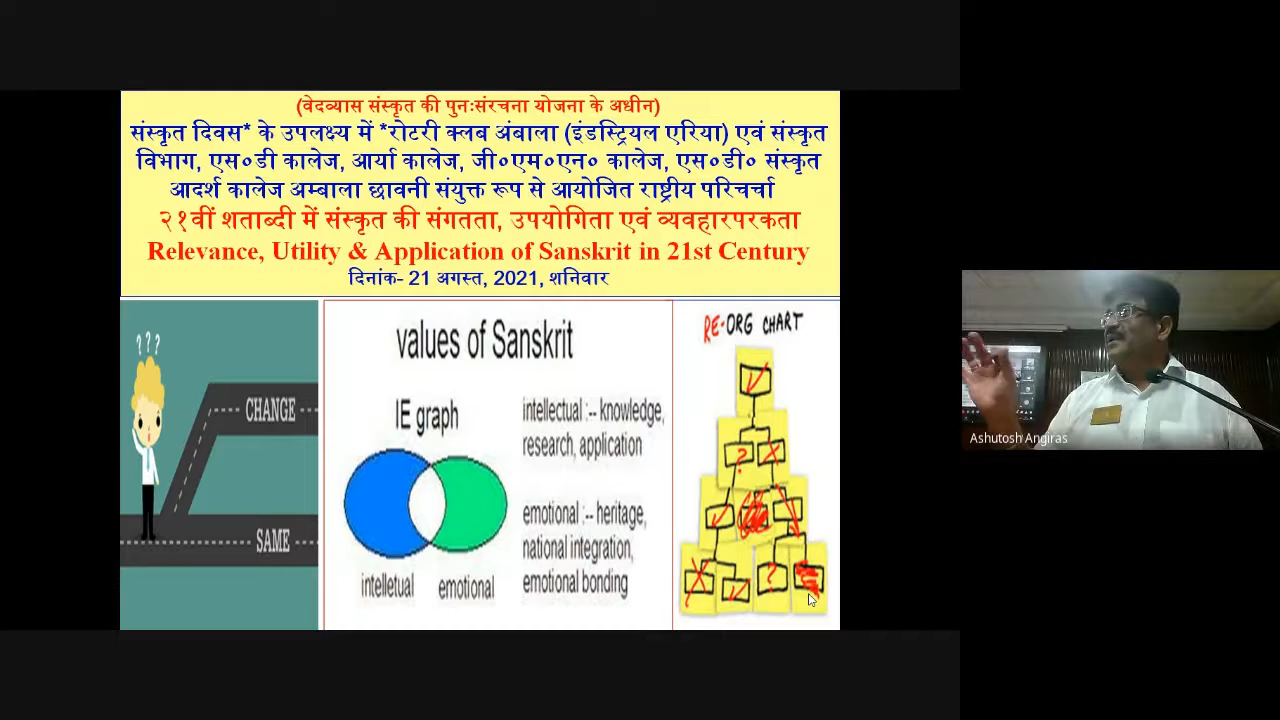 (वेदव्यास संस्कृत की पुनःसंरचना योजना के अधीन)
संस्कृत दिवस* के उपलक्ष्य में *रोटरी क्लब अंबाला (इंडस्ट्रियल एरिया) एवं संस्कृत
विभाग, एस०डी कालेज, आर्या कालेज, जी०एम०एन० कालेज, एस०डी० संस्कृत
आदर्श कालेज अम्बाला छावनी संयुक्त रूप से आयोजित राष्ट्रीय परिचर्चा
२१वीं शताब्दी में संस्कृत की संगतता, उपयोगिता एवं व्यवहारपरकता
Relevance, Utility & Application of Sanskrit in 21st Century
दिनांक- 21 अगस्त, 2021, शनिवार
? ? ?
CHANGE
SAME
values of Sanskrit
IE graph
intelletual
emotional
intellectual :-- knowledge,
research, application
emotional :-- heritage,
national integration,
emotional bonding
RE-ORG CHART
?
?
Ashutosh Angiras